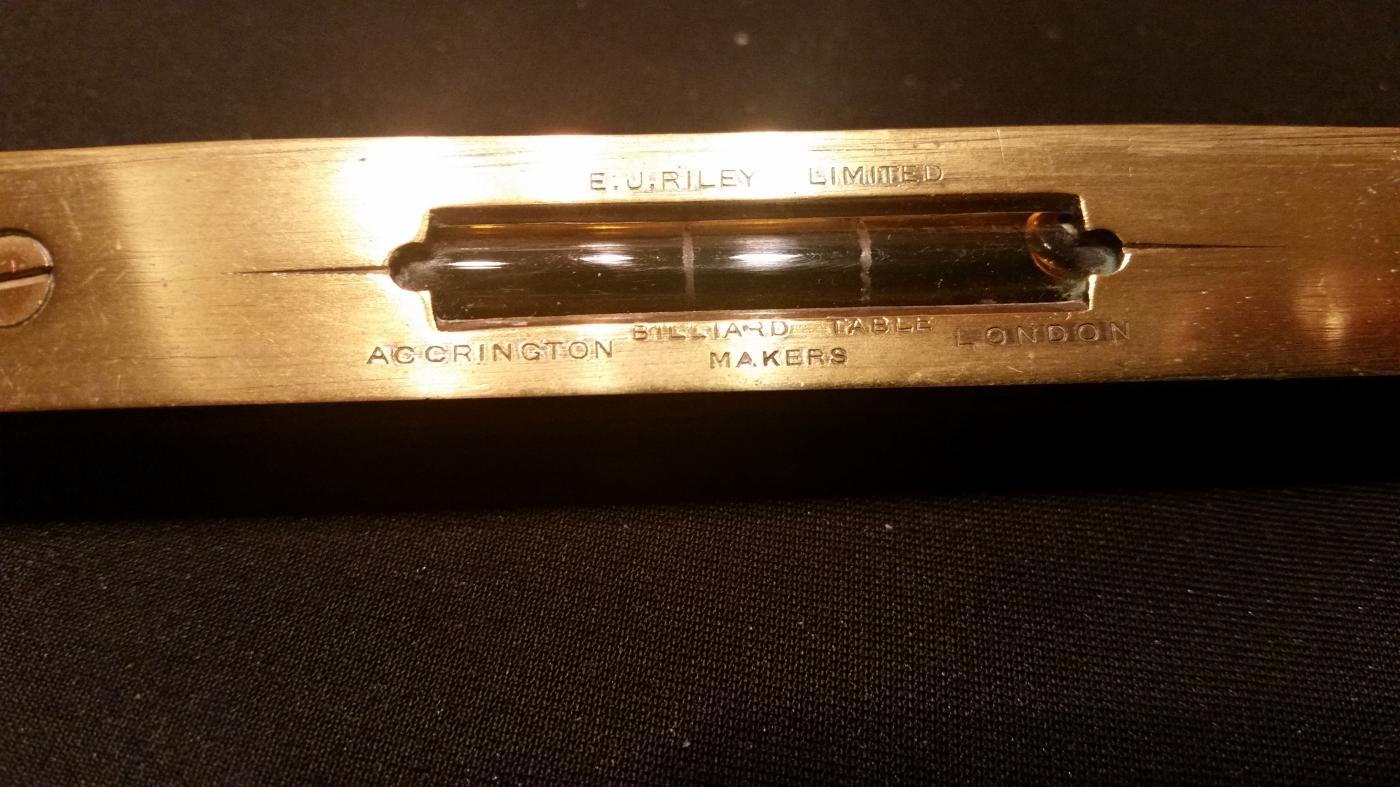 E.J.RILEY LIMITED
BILLIARD TABLE
ACCRINGTON MAKERS LONDON